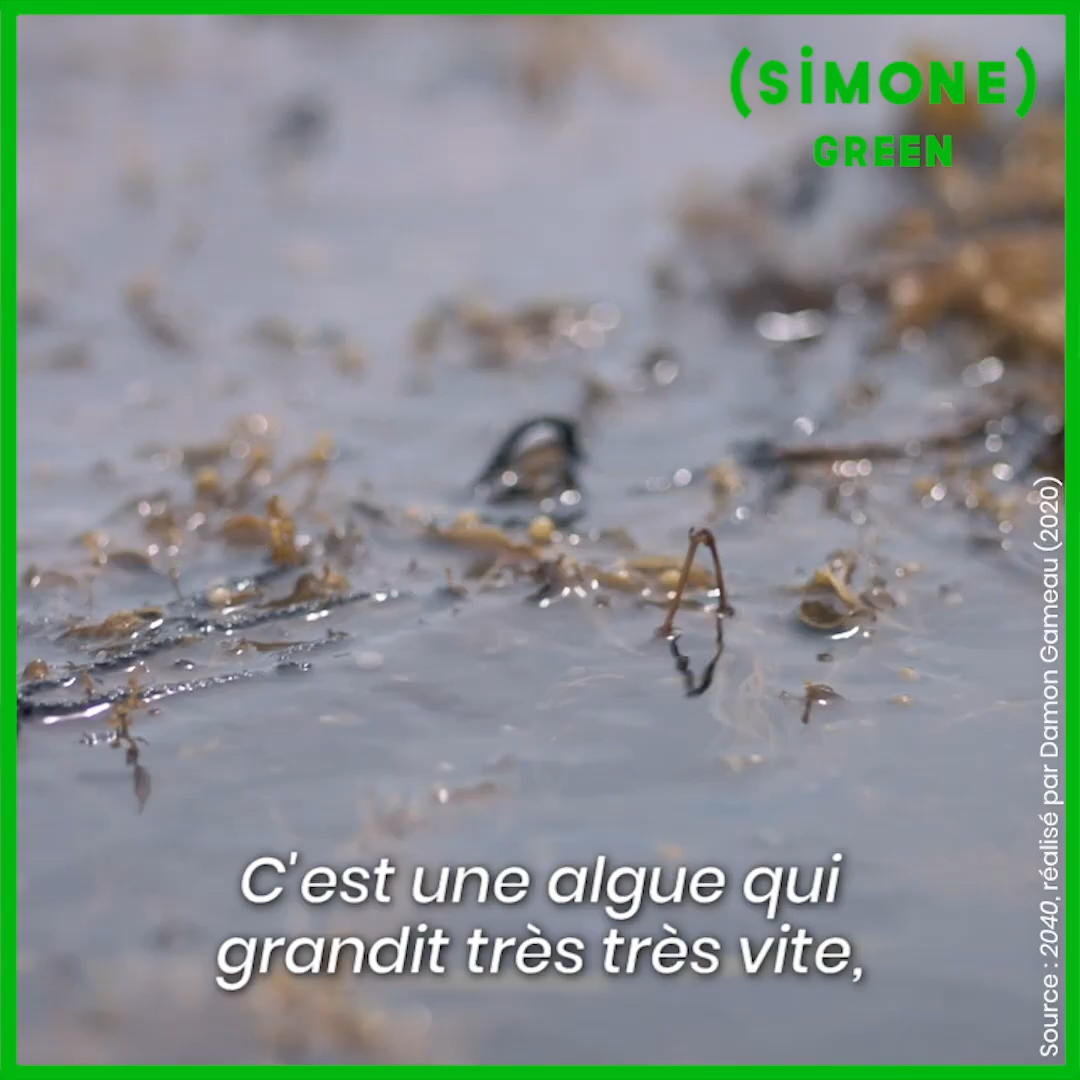 (SiMONE)
GREEN
C'est une algue qui
grandit très très vite,
Source : 2040, réalisé par Damon Gameau (2020)